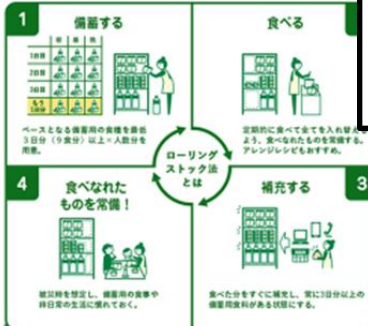 1
備蓄する
朝 昼 晩
1日目
2日目
3日目
もう
1日分
ベースとなる備蓄用の食糧を最低
3日分(9食分)以上×人数分を
用意。
食べる
定期的に食べて全てを入れ替える
よう、食べなれたものを常備する。
アレンジレシピもおすすめ。
ローリング
ストック法
とは
4
食べなれた
ものを常備!
被災時を想定し、備蓄用の食事や
非日常の生活に慣れておく。
補充する
3
食べた分をすぐに補充し、常に3日分以上の
備蓄用食料がある状態にする。